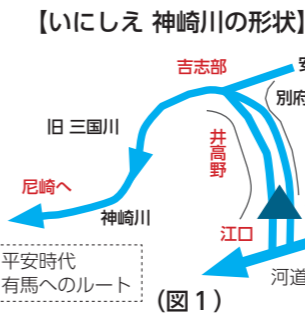 【いにしえ 神崎川の形状】
吉志部
別府
旧 三国川
井高野
尼崎へ
神崎川
江口
平安時代
有馬へのルート
河道
(図１)